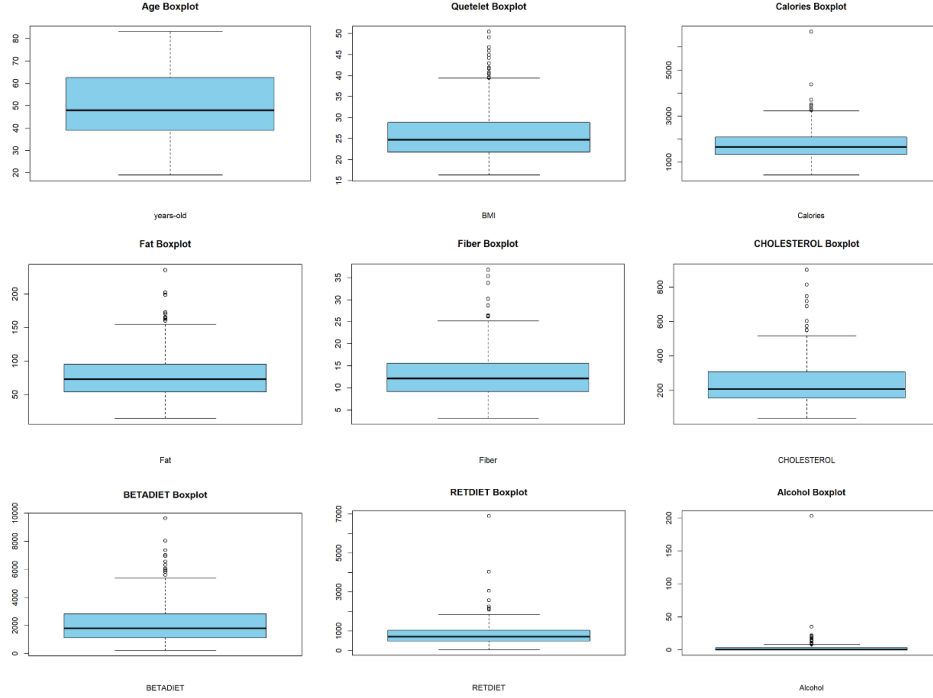 Age Boxplot
80
70
60
50
40
30
20
years-old
Quetelet Boxplot
50
45
40
35
30
25
20
15
BMI
Calories Boxplot
5000
3000
1000
Calories
Fat Boxplot
200
150
100
50
Fat
Fiber Boxplot
35
30
25
20
15
10
5
Fiber
CHOLESTEROL Boxplot
800
600
400
200
CHOLESTEROL
BETADIET Boxplot
10000
8000
6000
4000
2000
0
BETADIET
RETDIET Boxplot
7000
5000
3000
1000
0
RETDIET
Alcohol Boxplot
200
150
100
50
0
Alcohol